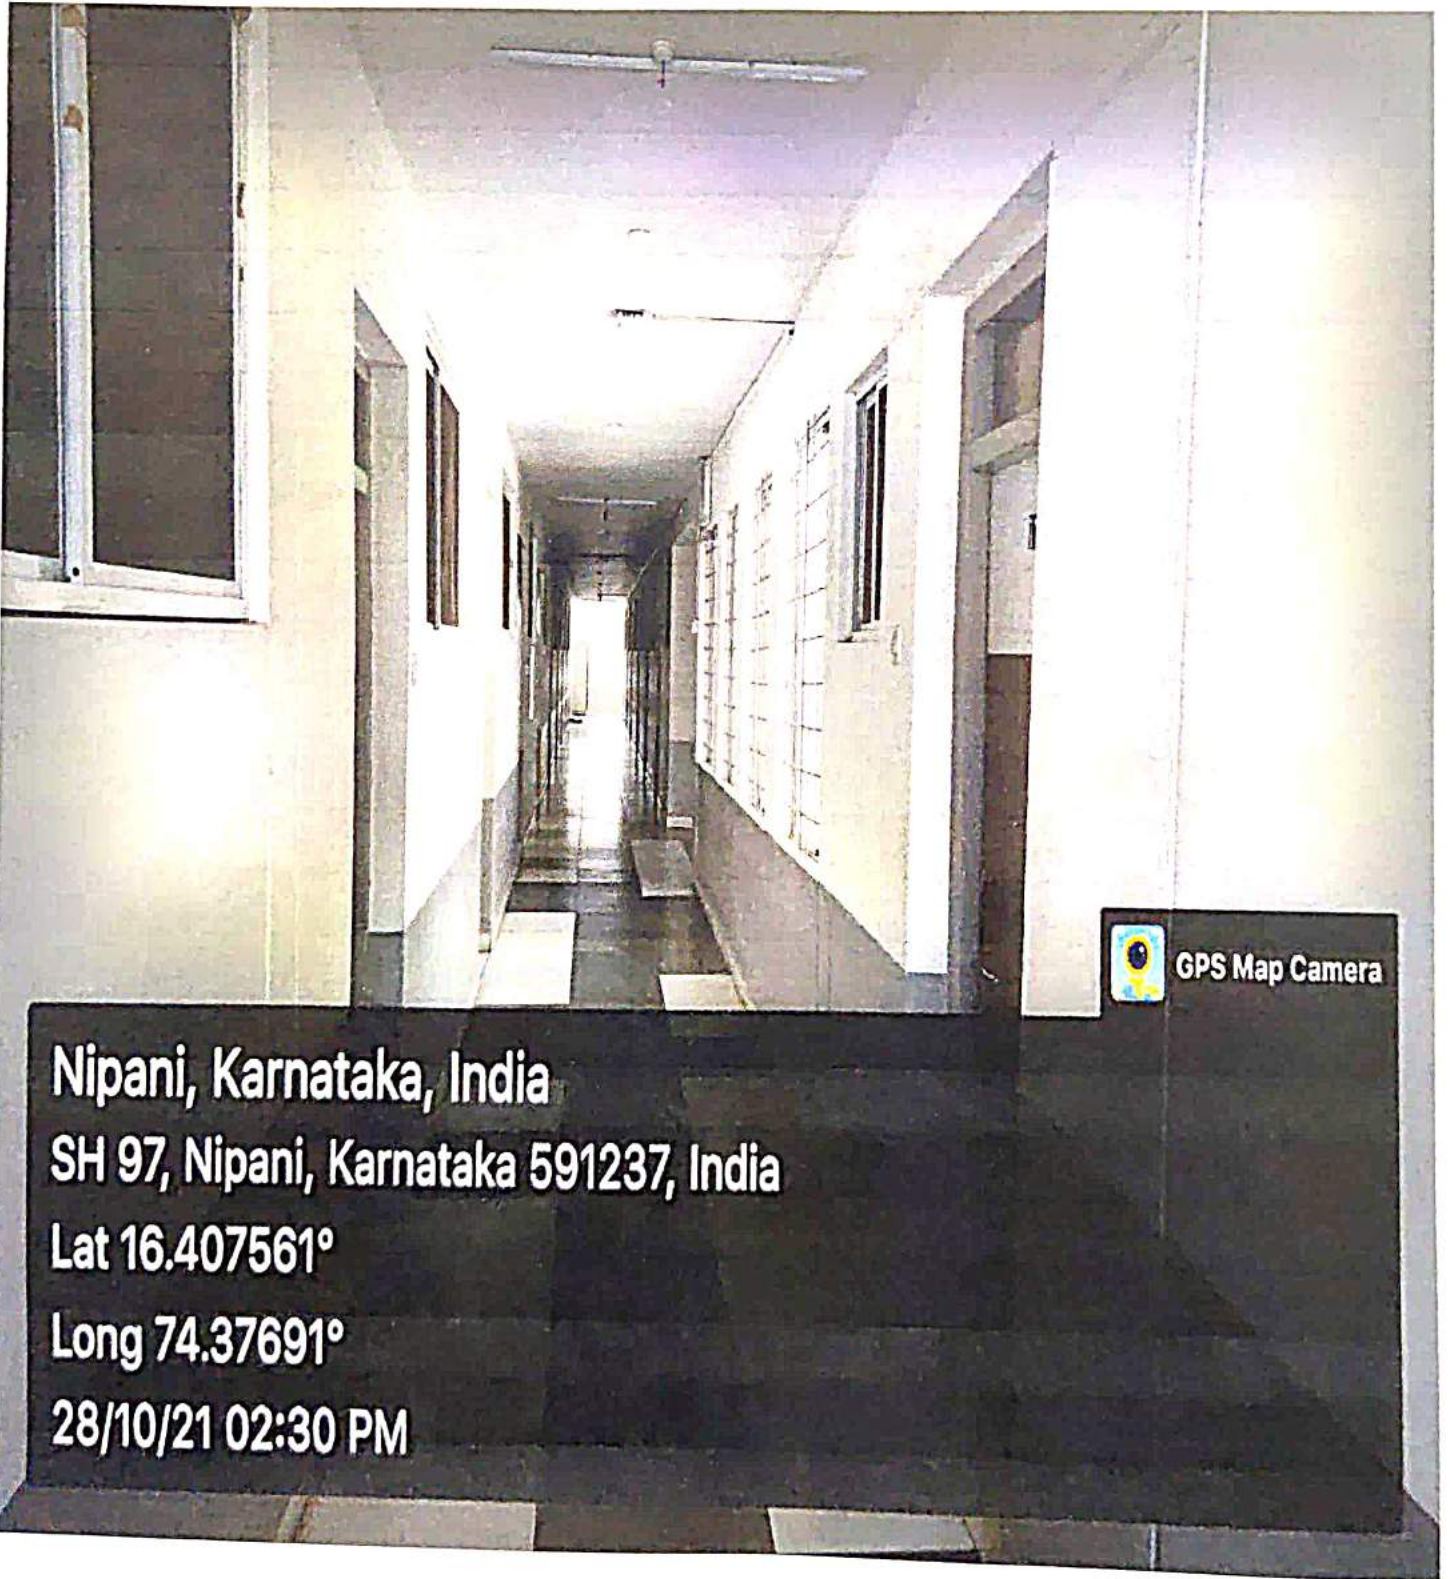 GPS Map Camera
Nipani, Karnataka, India
SH 97, Nipani, Karnataka 591237, India
Lat 16.407561°
Long 74.37691°
28/10/21 02:30 PM